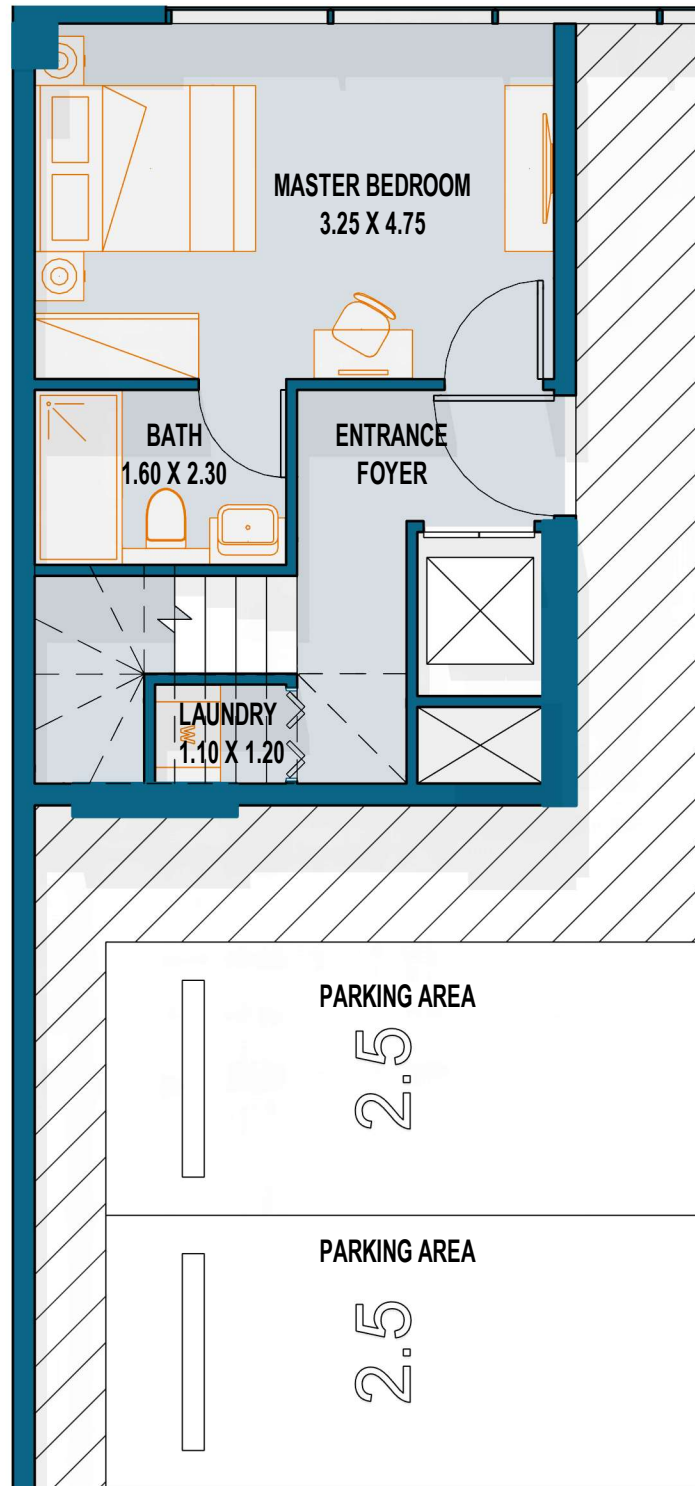 MASTER BEDROOM
3.25 X 4.75
BATH
1.60 X 2.30
ENTRANCE
FOYER
LAUNDRY
1.10 X 1.20
W
PARKING AREA
2.5
PARKING AREA
2.5